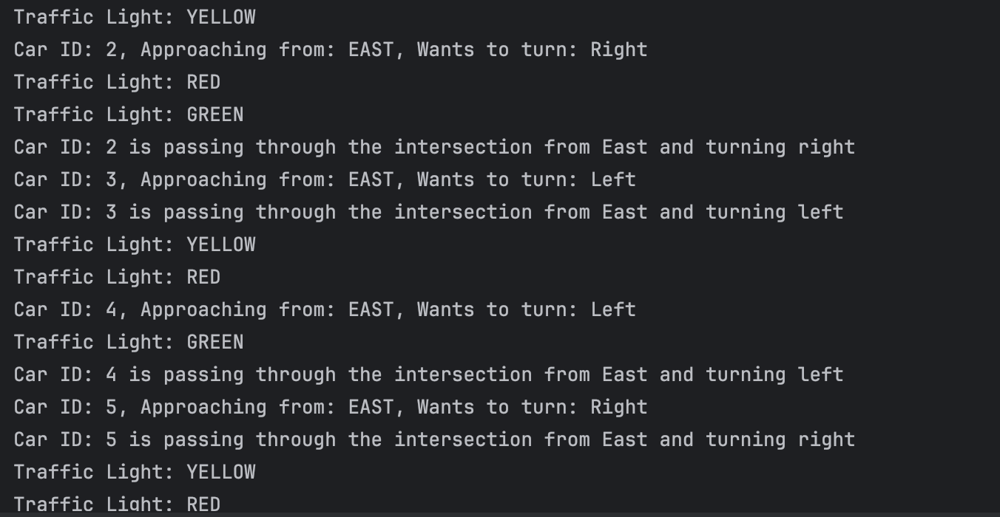 Traffic Light: YELLOW
Car ID: 2, Approaching from: EAST, Wants to turn: Right
Traffic Light: RED
Traffic Light: GREEN
Car ID: 2 is passing through the intersection from East and turning right
Car ID: 3, Approaching from: EAST, Wants to turn: Left
Car ID: 3 is passing through the intersection from East and turning left
Traffic Light: YELLOW
Traffic Light: RED
Car ID: 4, Approaching from: EAST, Wants to turn: Left
Traffic Light: GREEN
Car ID: 4 is passing through the intersection from East and turning left
Car ID: 5, Approaching from: EAST, Wants to turn: Right
Car ID: 5 is passing through the intersection from East and turning right
Traffic Light: YELLOW
Traffic Light: RED